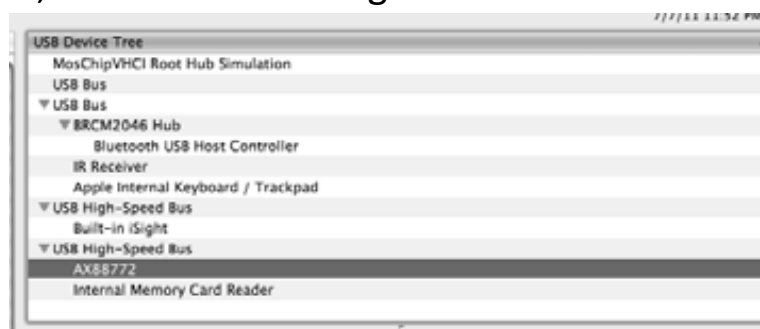 7/7/11 11:52 PM
USB Device Tree
MosChipVHCI Root Hub Simulation
USB Bus
▼ USB Bus
▼ BRCM2046 Hub
Bluetooth USB Host Controller
IR Receiver
Apple Internal Keyboard / Trackpad
▼ USB High-Speed Bus
Built-in iSight
▼ USB High-Speed Bus
AX88772
Internal Memory Card Reader